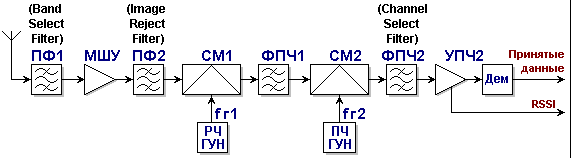 (Band
Select
Filter)
(Image
Reject
Filter)
(Channel
Select
Filter)
ПФ1
МШУ
ПФ2
СМ1
ФПЧ1
СМ2
ФПЧ2
УПЧ2
Принятые
данные
Дем
RSSI
fг1
fг2
РЧ
ГУН
ПЧ
ГУН